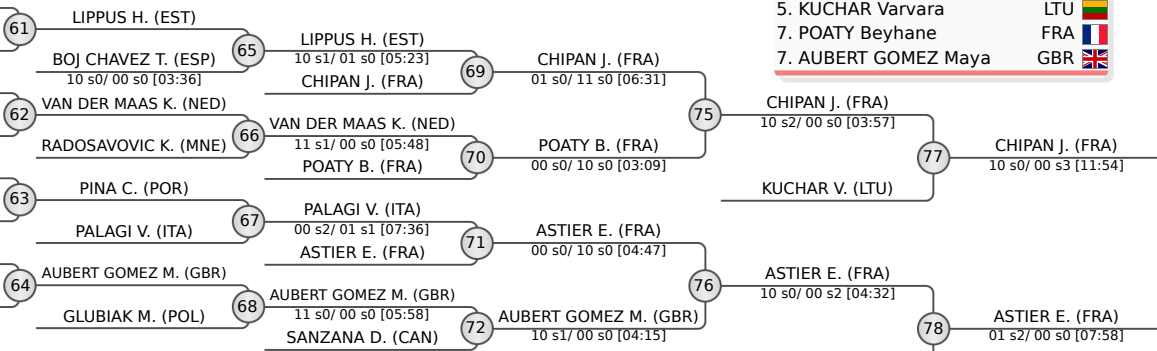 5. KUCHAR Varvara LTU
7. POATY Beyhane FRA
7. AUBERT GOMEZ Maya GBR
61
LIPPUS H. (EST)
BOJ CHAVEZ T. (ESP)
10 s0/ 00 s0 [03:36]
62
VAN DER MAAS K. (NED)
RADOSAVOVIC K. (MNE)
63
PINA C. (POR)
PALAGI V. (ITA)
64
AUBERT GOMEZ M. (GBR)
GLUBIAK M. (POL)
65
LIPPUS H. (EST)
10 s1/ 01 s0 [05:23]
CHIPAN J. (FRA)
66
VAN DER MAAS K. (NED)
11 s1/ 00 s0 [05:48]
POATY B. (FRA)
67
PALAGI V. (ITA)
00 s2/ 01 s1 [07:36]
ASTIER E. (FRA)
68
AUBERT GOMEZ M. (GBR)
11 s0/ 00 s0 [05:58]
SANZANA D. (CAN)
69
CHIPAN J. (FRA)
01 s0/ 11 s0 [06:31]
70
POATY B. (FRA)
00 s0/ 10 s0 [03:09]
71
ASTIER E. (FRA)
00 s0/ 10 s0 [04:47]
72
AUBERT GOMEZ M. (GBR)
10 s1/ 00 s0 [04:15]
75
CHIPAN J. (FRA)
10 s2/ 00 s0 [03:57]
KUCHAR V. (LTU)
76
ASTIER E. (FRA)
10 s0/ 00 s2 [04:32]
77
CHIPAN J. (FRA)
10 s0/ 00 s3 [11:54]
78
ASTIER E. (FRA)
01 s2/ 00 s0 [07:58]